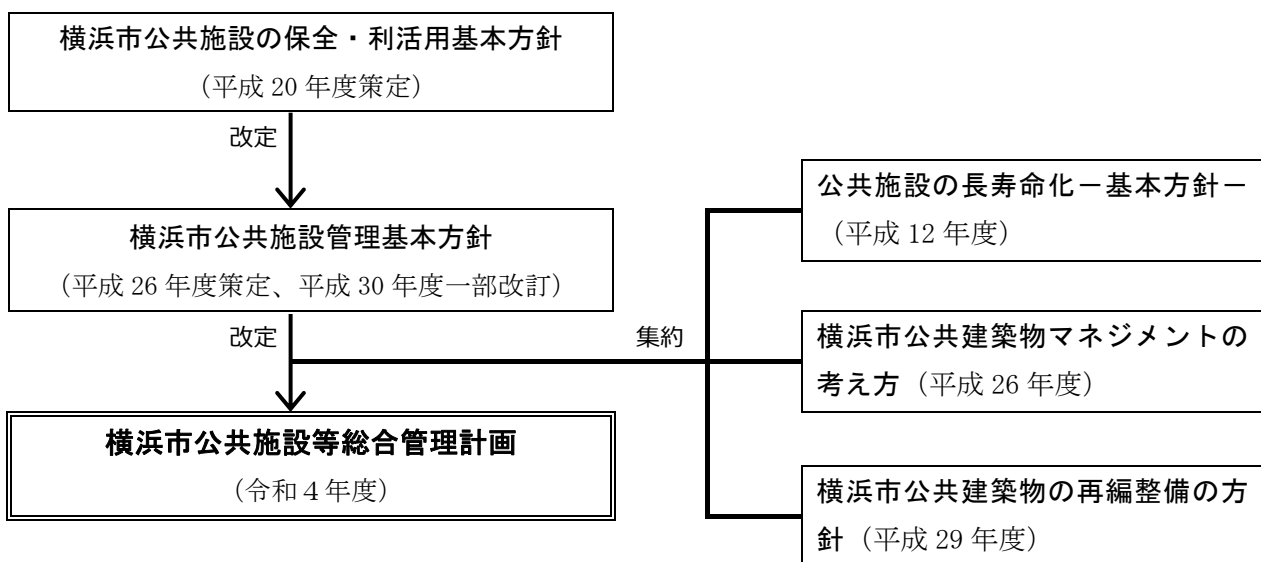 横浜市公共施設の保全・利活用基本方針
（平成 20 年度策定）
改定
横浜市公共施設管理基本方針
（平成 26 年度策定、平成 30 年度一部改訂）
改定
集約
横浜市公共施設等総合管理計画
（令和４年度）
公共施設の長寿命化－基本方針－
（平成 12 年度）
横浜市公共建築物マネジメントの
考え方（平成 26 年度）
横浜市公共建築物の再編整備の方
針（平成 29 年度）